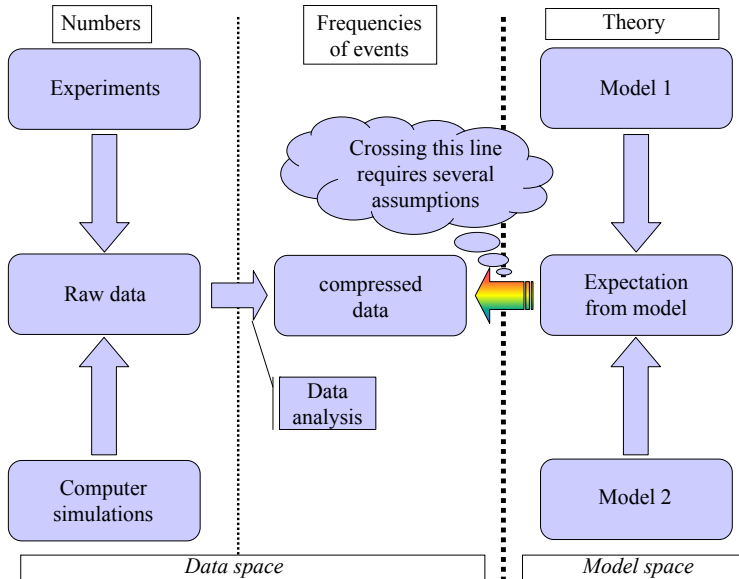 Numbers
Frequencies
of events
Theory
Experiments
Model 1
Crossing this line
requires several
assumptions
Raw data
compressed
data
Expectation
from model
Data
analysis
Computer
simulations
Model 2
Data space
Model space